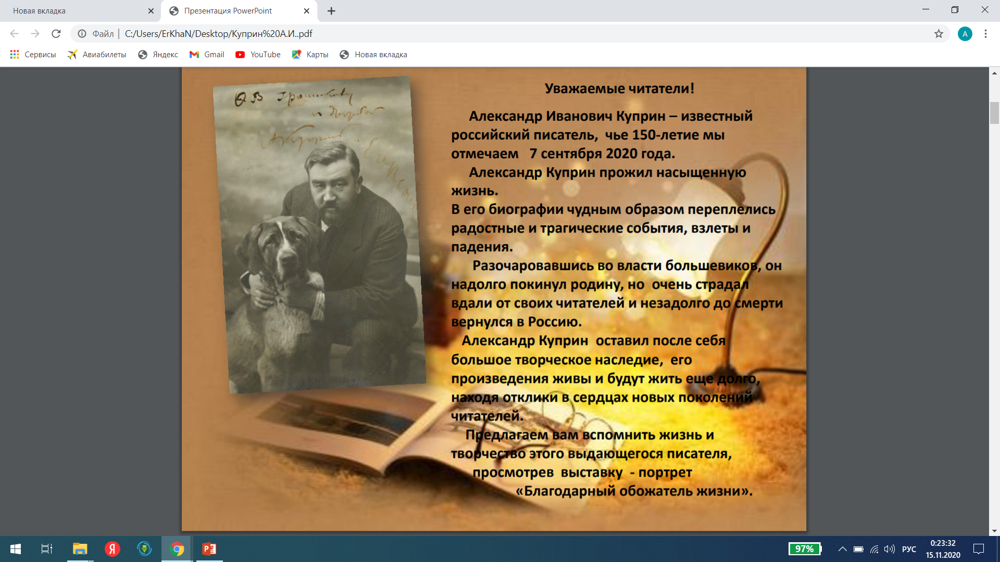 Новая вкладка
Презентация PowerPoint
Файл | C:/Users/ErKhaN/Desktop/Куприн%20А.И..pdf
A
Сервисы Авиабилеты Яндекс Gmail YouTube Карты Новая вкладка
Уважаемые читатели!
Александр Иванович Куприн – известный
российский писатель, чье 150-летие мы
отмечаем 7 сентября 2020 года.
Александр Куприн прожил насыщенную
жизнь.
В его биографии чудным образом переплелись
радостные и трагические события, взлеты и
падения.
Разочаровавшись во власти большевиков, он
надолго покинул родину, но очень страдал
вдали от своих читателей и незадолго до смерти
вернулся в Россию.
Александр Куприн оставил после себя
большое творческое наследие, его
произведения живы и будут жить еще долго,
находя отклики в сердцах новых поколений
читателей.
Предлагаем вам вспомнить жизнь и
творчество этого выдающегося писателя,
просмотрев выставку - портрет
«Благодарный обожатель жизни».
Я
97%
РУС
0:23:32
15.11.2020